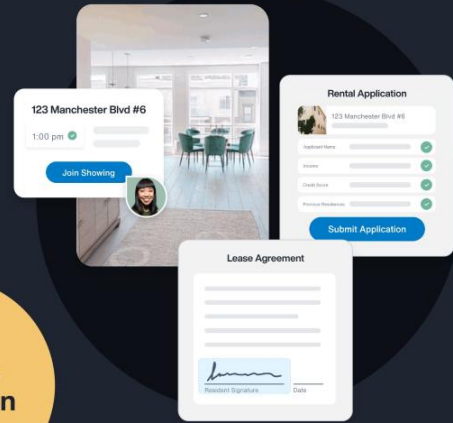 123 Manchester Blvd #6
1:00 pm
Join Showing
Rental Application
123 Manchester Blvd #6
Applicant Name
Income
Credit Score
Previous Residences
Submit Application
Lease Agreement
Resident Signature
Date
n